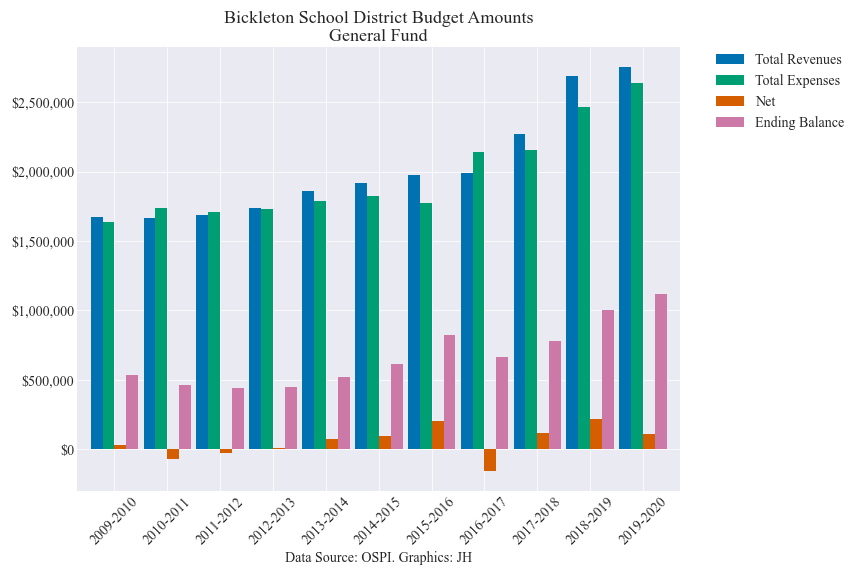 Bickleton School District Budget Amounts
General Fund
Total Revenues
Total Expenses
Net
Ending Balance
$2,500,000
$2,000,000
$1,500,000
$1,000,000
$500,000
$0
2009-2010
2010-2011
2011-2012
2012-2013
2013-2014
2014-2015
2015-2016
2016-2017
2017-2018
2018-2019
2019-2020
Data Source: OSPI. Graphics: JH